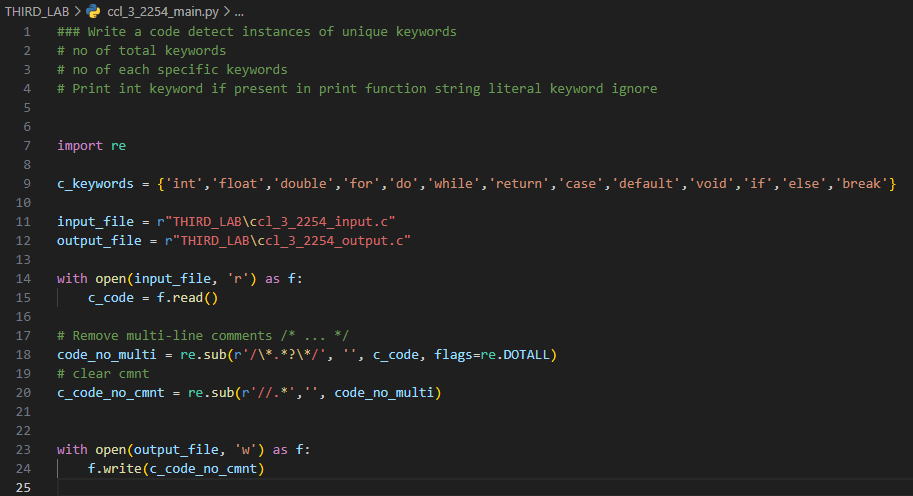 THIRD_LAB > ccl_3_2254_main.py > ...
1 ### Write a code detect instances of unique keywords
2 # no of total keywords
3 # no of each specific keywords
4 # Print int keyword if present in print function string literal keyword ignore
5
6
7 import re
8
9 c_keywords = {'int','float','double','for','do','while','return','case','default','void','if','else','break'}
10
11 input_file = r"THIRD_LAB\ccl_3_2254_input.c"
12 output_file = r"THIRD_LAB\ccl_3_2254_output.c"
13
14 with open(input_file, 'r') as f:
15     c_code = f.read()
16
17 # Remove multi-line comments /* ... */
18 code_no_multi = re.sub(r'/\*.*?\*/', '', c_code, flags=re.DOTALL)
19 # clear cmnt
20 c_code_no_cmnt = re.sub(r'//.*','', code_no_multi)
21
22
23 with open(output_file, 'w') as f:
24     f.write(c_code_no_cmnt)
25